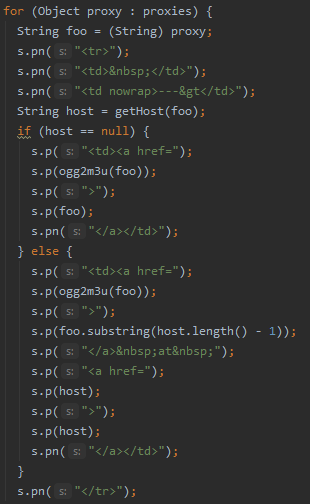 for (Object proxy : proxies) {
String foo = (String) proxy;
s.pn( s: "<tr>");
s.pn( s: "<td>&nbsp;</td>");
s.pn( s: "<td nowrap>---&gt</td>");
String host = getHost(foo);
if (host == null) {
s.p( s: "<td><a href=");
s.p(ogg2m3u(foo));
s.p( s: ">");
s.p(foo);
s.pn( s: "</a></td>");
} else {
s.p( s: "<td><a href=");
s.p(ogg2m3u(foo));
s.p( s: ">");
s.p(foo.substring(host.length() - 1));
s.p( s: "</a>&nbsp;at&nbsp;");
s.p( s: "<a href=");
s.p(host);
s.p( s: ">");
s.p(host);
s.pn( s: "</a></td>");
}
s.pn( s: "</tr>");